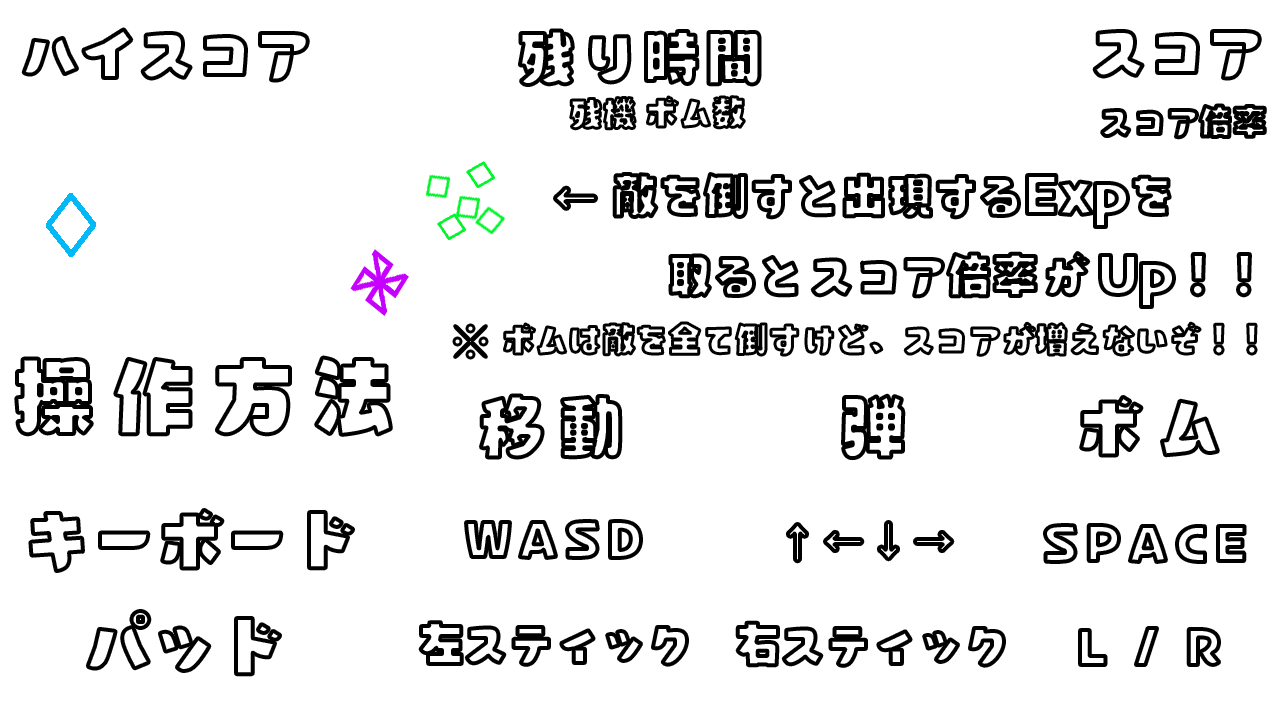 ハイスコア 残り時間 スコア
残機 ボム数 スコア倍率
← 敵を倒すと出現するExpを
取るとスコア倍率がUp！！
※ ボムは敵を全て倒すけど、スコアが増えないぞ！！
操作方法 移動 弾 ボム
キーボード WASD ↑←↓→ SPACE
パッド 左スティック 右スティック L / R